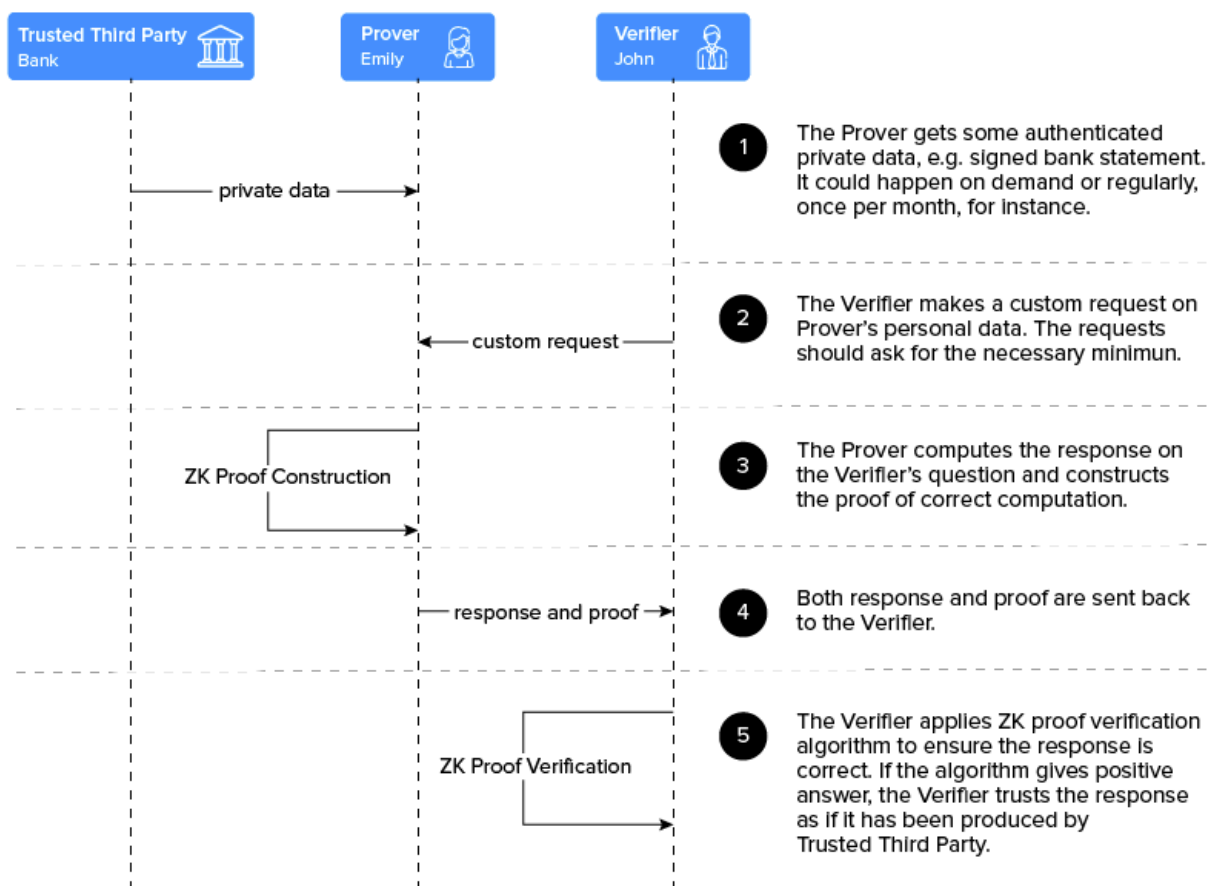 Trusted Third Party
Bank
Prover
Emily
Verifier
John
private data
1
The Prover gets some authenticated
private data, e.g. signed bank statement.
It could happen on demand or regularly,
once per month, for instance.
custom request
2
The Verifier makes a custom request on
Prover's personal data. The requests
should ask for the necessary minimun.
ZK Proof Construction
3
The Prover computes the response on
the Verifier's question and constructs
the proof of correct computation.
response and proof
4
Both response and proof are sent back
to the Verifier.
ZK Proof Verification
5
The Verifier applies ZK proof verification
algorithm to ensure the response is
correct. If the algorithm gives positive
answer, the Verifier trusts the response
as if it has been produced by
Trusted Third Party.